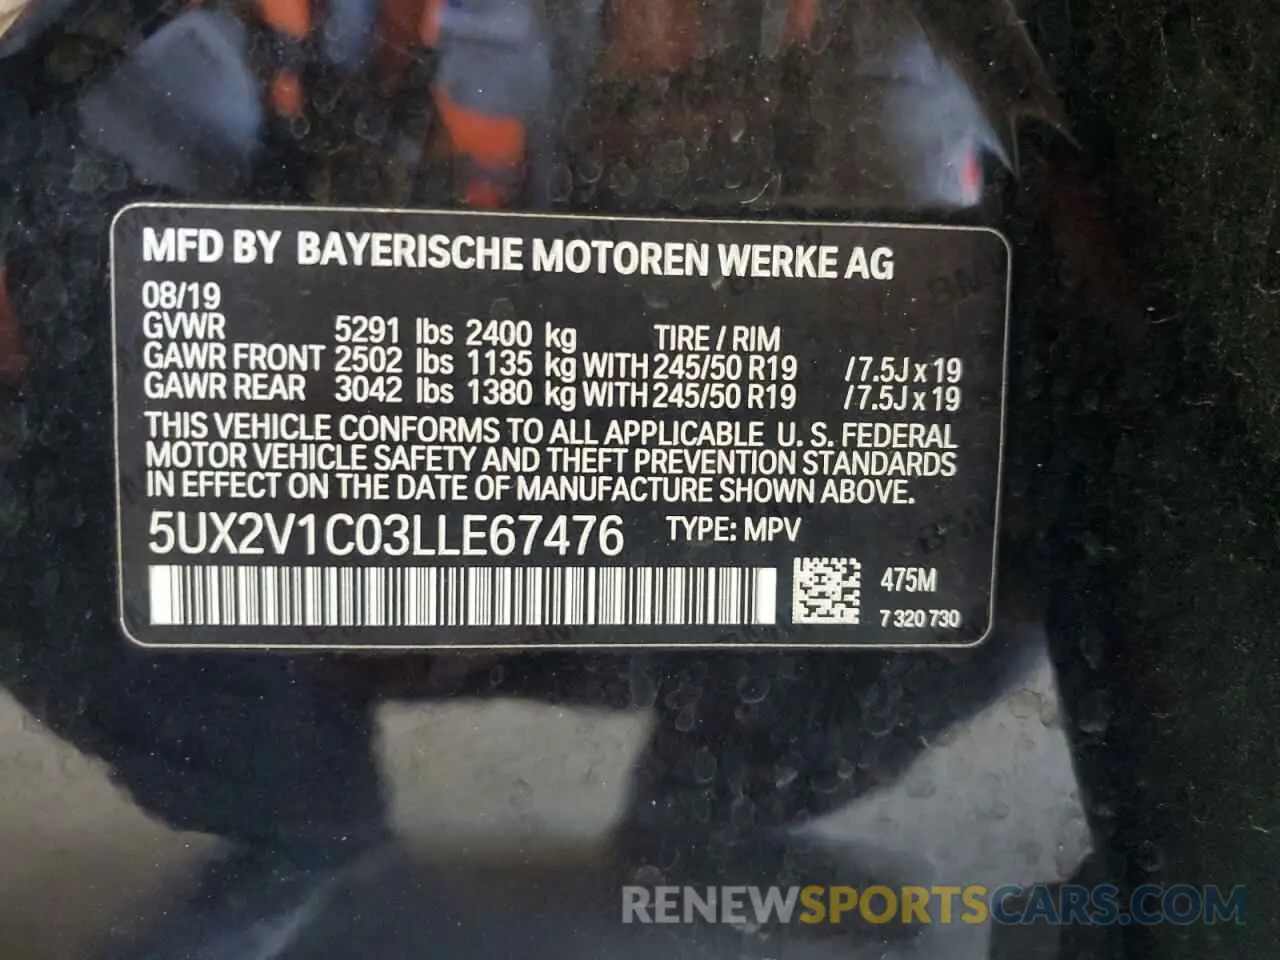 MFD BY BAYERISCHE MOTOREN WERKE AG
08/19
GVWR 5291 lbs 2400 kg TIRE / RIM
GAWR FRONT 2502 lbs 1135 kg WITH 245/50 R19 / 7.5J x 19
GAWR REAR 3042 lbs 1380 kg WITH 245/50 R19 / 7.5J x 19
THIS VEHICLE CONFORMS TO ALL APPLICABLE U. S. FEDERAL
MOTOR VEHICLE SAFETY AND THEFT PREVENTION STANDARDS
IN EFFECT ON THE DATE OF MANUFACTURE SHOWN ABOVE.
5UX2V1C03LLE67476 TYPE: MPV
475M
7 320 730
RENEWSPORTSCARS.COM